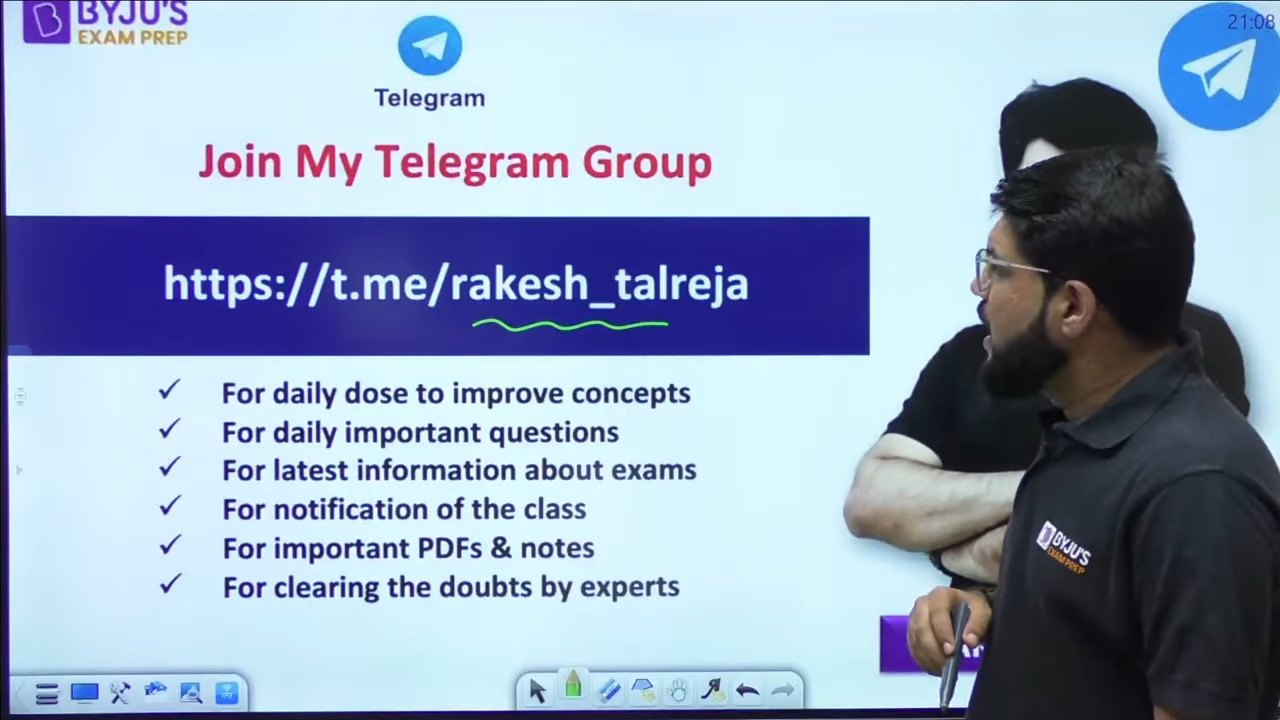 BYJU'S
EXAM PREP
21:08
Telegram
Join My Telegram Group
https://t.me/rakesh_talreja
✓ For daily dose to improve concepts
✓ For daily important questions
✓ For latest information about exams
✓ For notification of the class
✓ For important PDFs & notes
✓ For clearing the doubts by experts
BYJU'S
EXAM PREP